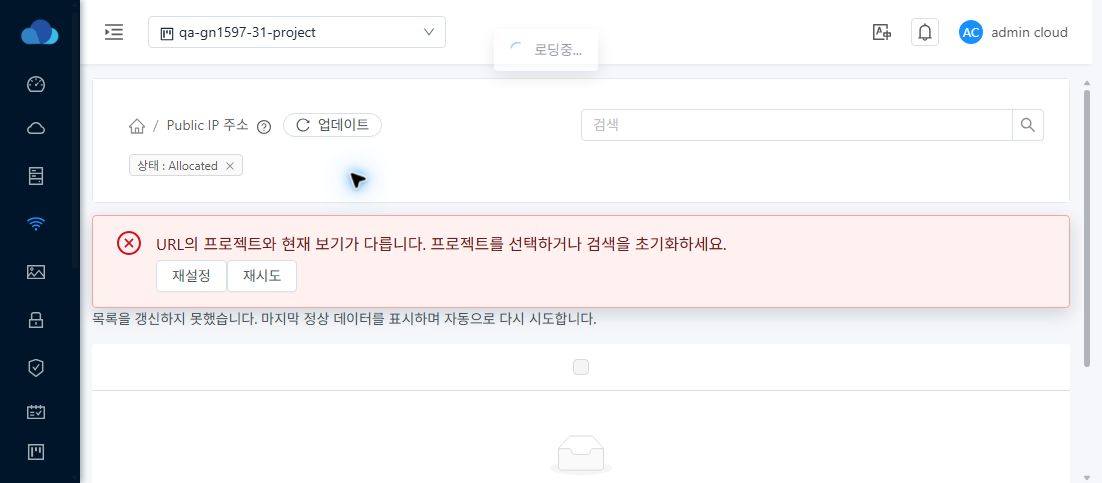 qa-gn1597-31-project
로딩중...
AC admin cloud
/ Public IP 주소 업데이트
검색
상태 : Allocated
URL의 프로젝트와 현재 보기가 다릅니다. 프로젝트를 선택하거나 검색을 초기화하세요.
재설정 재시도
목록을 갱신하지 못했습니다. 마지막 정상 데이터를 표시하며 자동으로 다시 시도합니다.